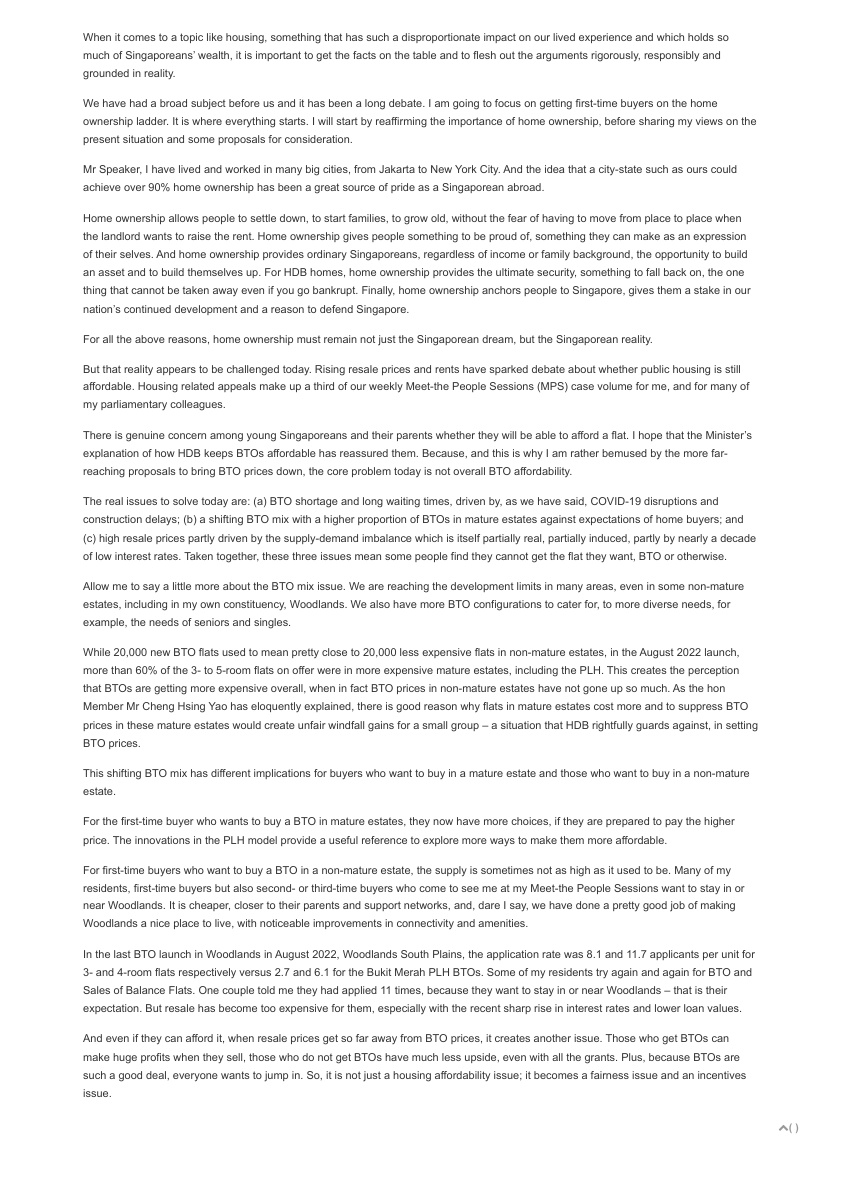 When it comes to a topic like housing, something that has such a disproportionate impact on our lived experience and which holds so
much of Singaporeans' wealth, it is important to get the facts on the table and to flesh out the arguments rigorously, responsibly and
grounded in reality.
We have had a broad subject before us and it has been a long debate. I am going to focus on getting first-time buyers on the home
ownership ladder. It is where everything starts. I will start by reaffirming the importance of home ownership, before sharing my views on the
present situation and some proposals for consideration.
Mr Speaker, I have lived and worked in many big cities, from Jakarta to New York City. And the idea that a city-state such as ours could
achieve over 90% home ownership has been a great source of pride as a Singaporean abroad.
Home ownership allows people to settle down, to start families, to grow old, without the fear of having to move from place to place when
the landlord wants to raise the rent. Home ownership gives people something to be proud of, something they can make as an expression
of their selves. And home ownership provides ordinary Singaporeans, regardless of income or family background, the opportunity to build
an asset and to build themselves up. For HDB homes, home ownership provides the ultimate security, something to fall back on, the one
thing that cannot be taken away even if you go bankrupt. Finally, home ownership anchors people to Singapore, gives them a stake in our
nation's continued development and a reason to defend Singapore.
For all the above reasons, home ownership must remain not just the Singaporean dream, but the Singaporean reality.
But that reality appears to be challenged today. Rising resale prices and rents have sparked debate about whether public housing is still
affordable. Housing related appeals make up a third of our weekly Meet-the People Sessions (MPS) case volume for me, and for many of
my parliamentary colleagues.
There is genuine concern among young Singaporeans and their parents whether they will be able to afford a flat. I hope that the Minister's
explanation of how HDB keeps BTOs affordable has reassured them. Because, and this is why I am rather bemused by the more far-
reaching proposals to bring BTO prices down, the core problem today is not overall BTO affordability.
The real issues to solve today are: (a) BTO shortage and long waiting times, driven by, as we have said, COVID-19 disruptions and
construction delays; (b) a shifting BTO mix with a higher proportion of BTOs in mature estates against expectations of home buyers; and
(c) high resale prices partly driven by the supply-demand imbalance which is itself partially real, partially induced, partly by nearly a decade
of low interest rates. Taken together, these three issues mean some people find they cannot get the flat they want, BTO or otherwise.
Allow me to say a little more about the BTO mix issue. We are reaching the development limits in many areas, even in some non-mature
estates, including in my own constituency, Woodlands. We also have more BTO configurations to cater for, to more diverse needs, for
example, the needs of seniors and singles.
While 20,000 new BTO flats used to mean pretty close to 20,000 less expensive flats in non-mature estates, in the August 2022 launch,
more than 60% of the 3- to 5-room flats on offer were in more expensive mature estates, including the PLH. This creates the perception
that BTOs are getting more expensive overall, when in fact BTO prices in non-mature estates have not gone up so much. As the hon
Member Mr Cheng Hsing Yao has eloquently explained, there is good reason why flats in mature estates cost more and to suppress BTO
prices in these mature estates would create unfair windfall gains for a small group – a situation that HDB rightfully guards against, in setting
BTO prices.
This shifting BTO mix has different implications for buyers who want to buy in a mature estate and those who want to buy in a non-mature
estate.
For the first-time buyer who wants to buy a BTO in mature estates, they now have more choices, if they are prepared to pay the higher
price. The innovations in the PLH model provide a useful reference to explore more ways to make them more affordable.
For first-time buyers who want to buy a BTO in a non-mature estate, the supply is sometimes not as high as it used to be. Many of my
residents, first-time buyers but also second- or third-time buyers who come to see me at my Meet-the People Sessions want to stay in or
near Woodlands. It is cheaper, closer to their parents and support networks, and, dare I say, we have done a pretty good job of making
Woodlands a nice place to live, with noticeable improvements in connectivity and amenities.
In the last BTO launch in Woodlands in August 2022, Woodlands South Plains, the application rate was 8.1 and 11.7 applicants per unit for
3- and 4-room flats respectively versus 2.7 and 6.1 for the Bukit Merah PLH BTOs. Some of my residents try again and again for BTO and
Sales of Balance Flats. One couple told me they had applied 11 times, because they want to stay in or near Woodlands – that is their
expectation. But resale has become too expensive for them, especially with the recent sharp rise in interest rates and lower loan values.
And even if they can afford it, when resale prices get so far away from BTO prices, it creates another issue. Those who get BTOs can
make huge profits when they sell, those who do not get BTOs have much less upside, even with all the grants. Plus, because BTOs are
such a good deal, everyone wants to jump in. So, it is not just a housing affordability issue; it becomes a fairness issue and an incentives
issue.
( )